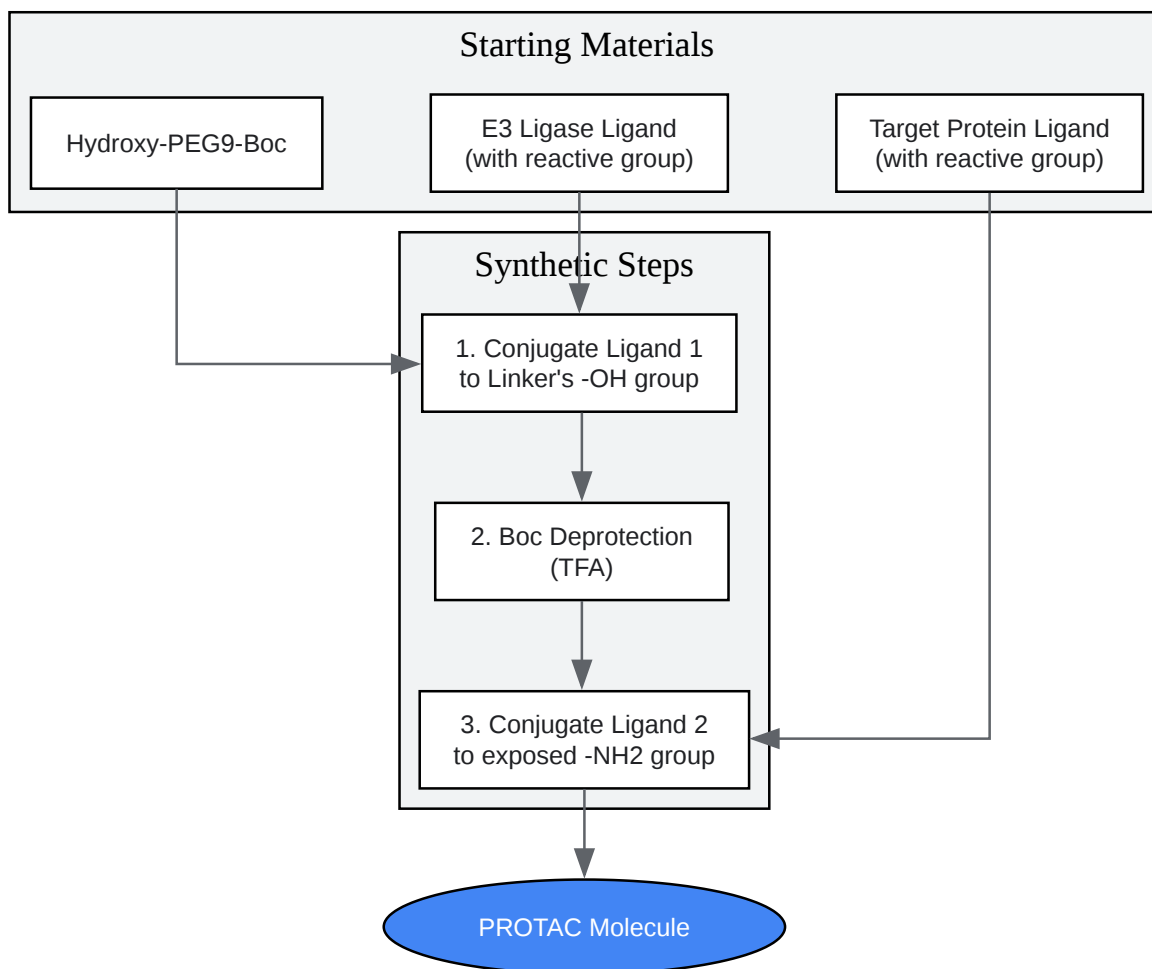 Starting Materials
Hydroxy-PEG9-Boc
E3 Ligase Ligand
(with reactive group)
Target Protein Ligand
(with reactive group)
Synthetic Steps
1. Conjugate Ligand 1
to Linker's -OH group
2. Boc Deprotection
(TFA)
3. Conjugate Ligand 2
to exposed -NH2 group
PROTAC Molecule